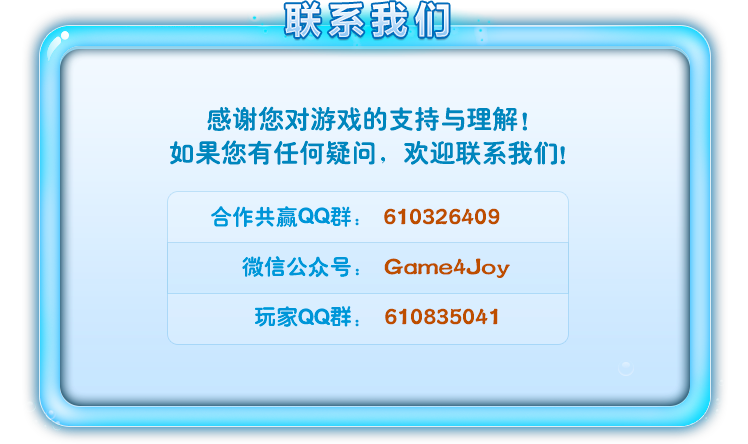 联系我们
感谢您对游戏的支持与理解!
如果您有任何疑问，欢迎联系我们!
合作共赢QQ群： 610326409
微信公众号： Game4Joy
玩家QQ群： 610835041